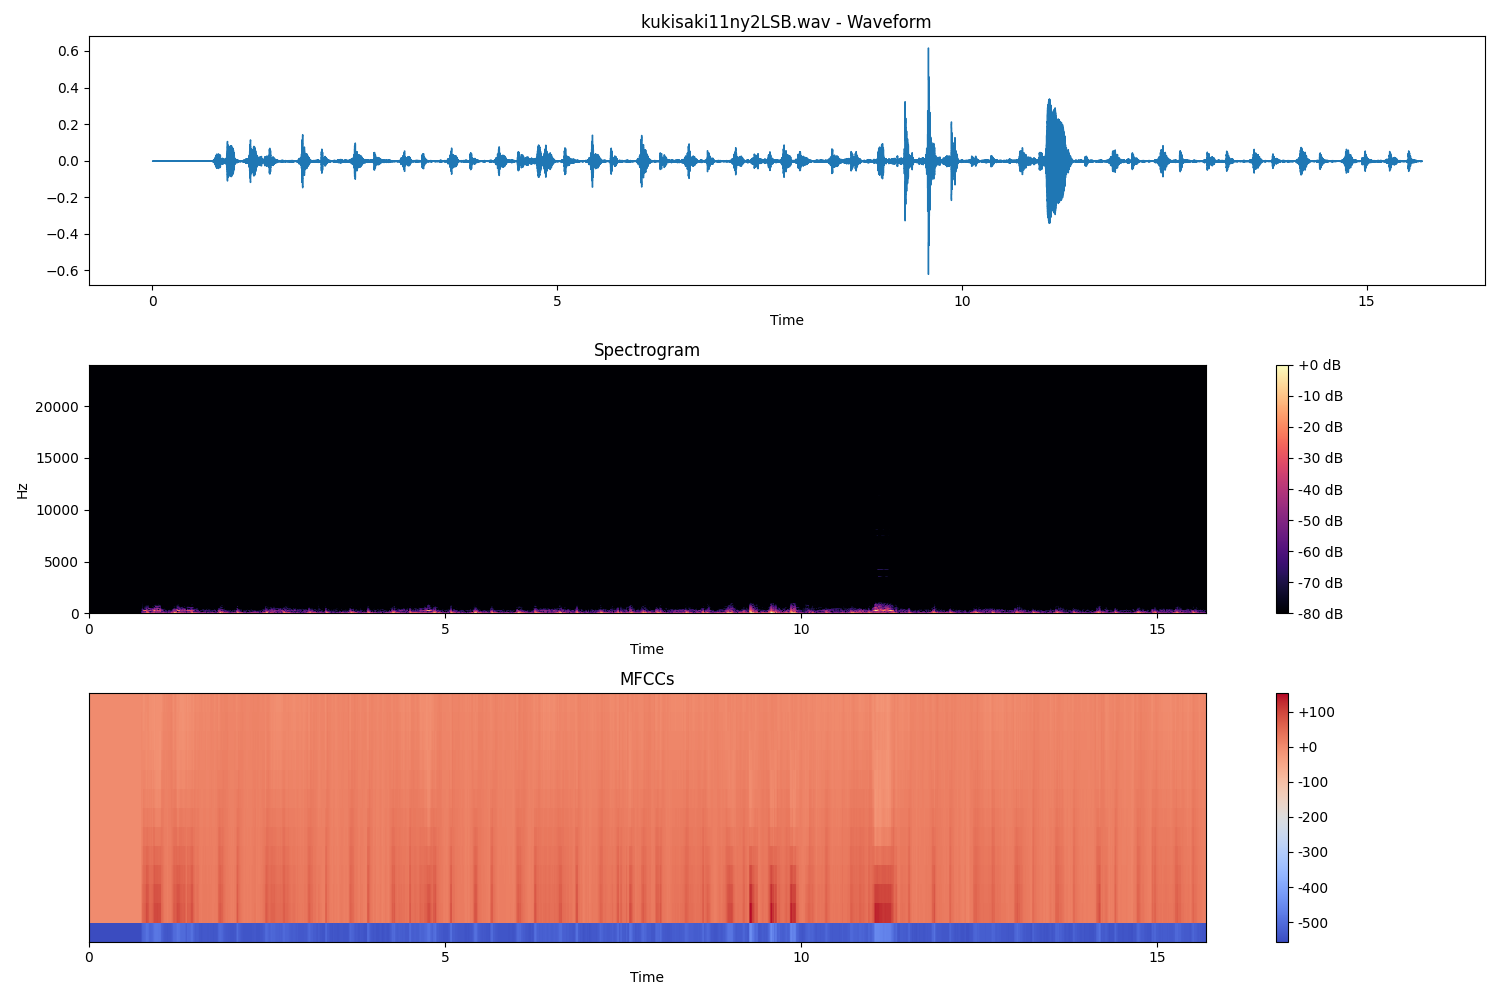 kukisaki11ny2LSB.wav - Waveform
0.6
0.4
0.2
0.0
−0.2
−0.4
−0.6
0 5 10 15
Time
Spectrogram
20000
15000
10000
5000
0
Hz
0 5 10 15
Time
+0 dB
-10 dB
-20 dB
-30 dB
-40 dB
-50 dB
-60 dB
-70 dB
-80 dB
MFCCs
0 5 10 15
Time
+100
+0
-100
-200
-300
-400
-500